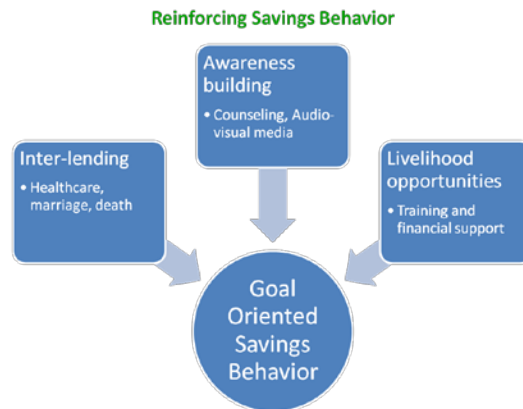 Reinforcing Savings Behavior
Awareness
building
• Counseling, Audio-
visual media
Inter-lending
• Healthcare,
marriage, death
Livelihood
opportunities
• Training and
financial support
Goal
Oriented
Savings
Behavior